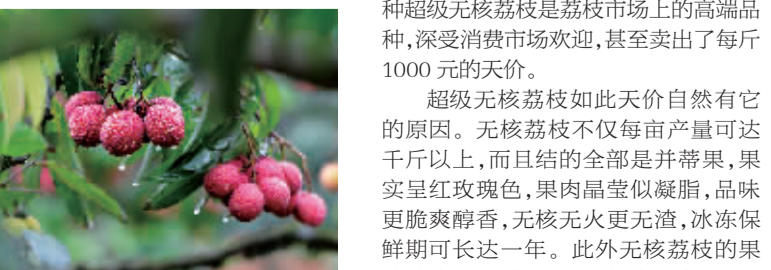 种超级无核荔枝是荔枝市场上的高端品
种,深受消费市场欢迎,甚至卖出了每斤
1000 元的天价。
超级无核荔枝如此天价自然有它
的原因。无核荔枝不仅每亩产量可达
千斤以上,而且结的全部是并蒂果,果
实呈红玫瑰色,果肉晶莹似凝脂,品味
更脆爽醇香,无核无火更无渣,冰冻保
鲜期可长达一年。此外无核荔枝的果